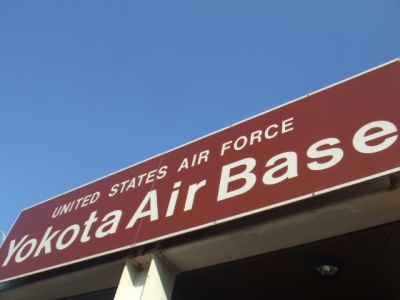 UNITED STATES AIR FORCE
Yokota Air Base